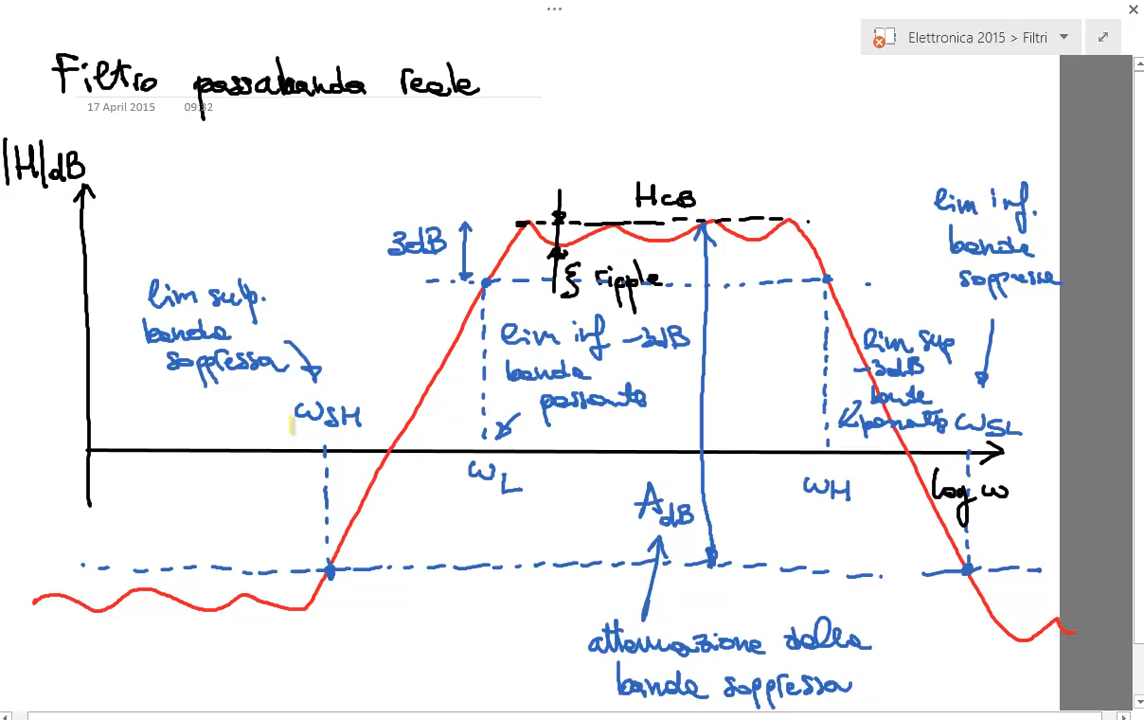 Elettronica 2015 > Filtri
Filtro passabanda reale
17 April 2015 09:32
|H|dB
HCB
3dB
ripple
lim inf.
banda
soppressa
lim sup.
banda
soppressa
lim inf -3dB
banda
passante
lim sup
-3dB
banda
passante
ωSH
ωSL
ωL
ωH
log ω
AdB
attenuazione della
banda soppressa